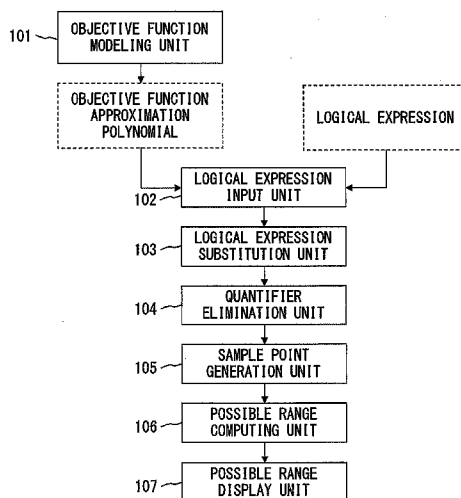 101
OBJECTIVE FUNCTION
MODELING UNIT
OBJECTIVE FUNCTION
APPROXIMATION
POLYNOMIAL
LOGICAL EXPRESSION
102
LOGICAL EXPRESSION
INPUT UNIT
103
LOGICAL EXPRESSION
SUBSTITUTION UNIT
104
QUANTIFIER
ELIMINATION UNIT
105
SAMPLE POINT
GENERATION UNIT
106
POSSIBLE RANGE
COMPUTING UNIT
107
POSSIBLE RANGE
DISPLAY UNIT